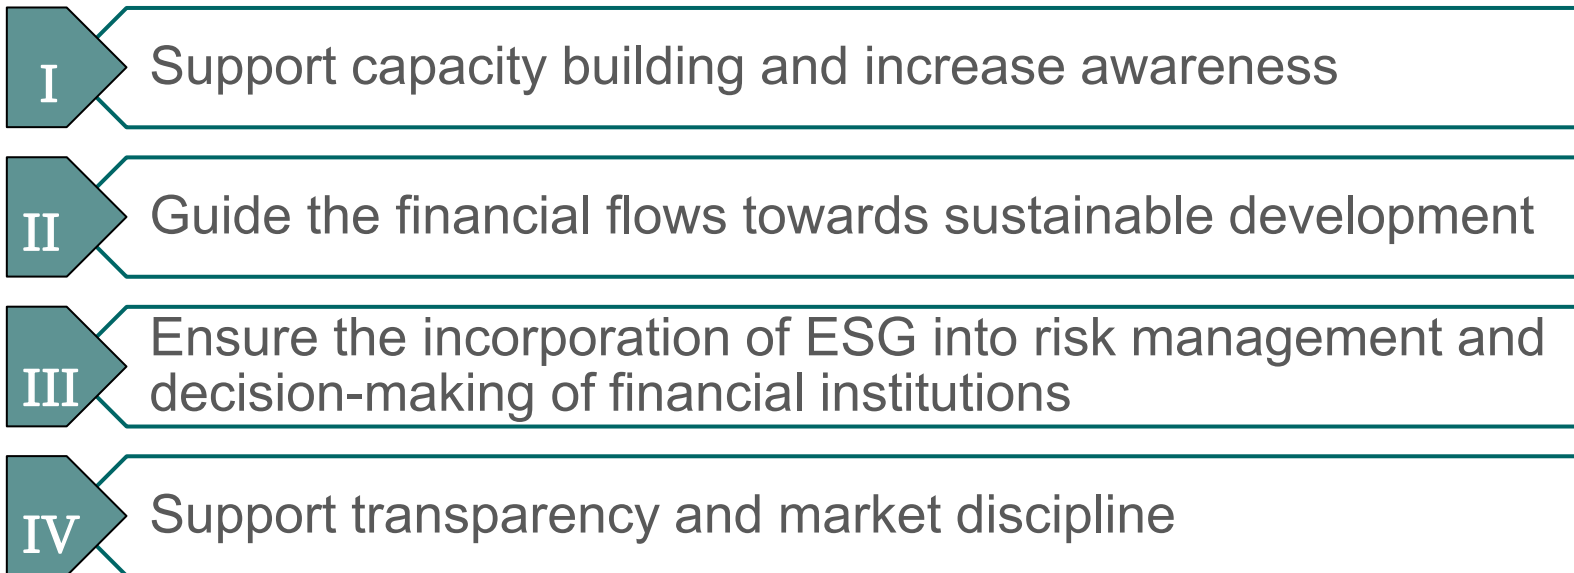 I
Support capacity building and increase awareness
II
Guide the financial flows towards sustainable development
III
Ensure the incorporation of ESG into risk management and
decision-making of financial institutions
IV
Support transparency and market discipline